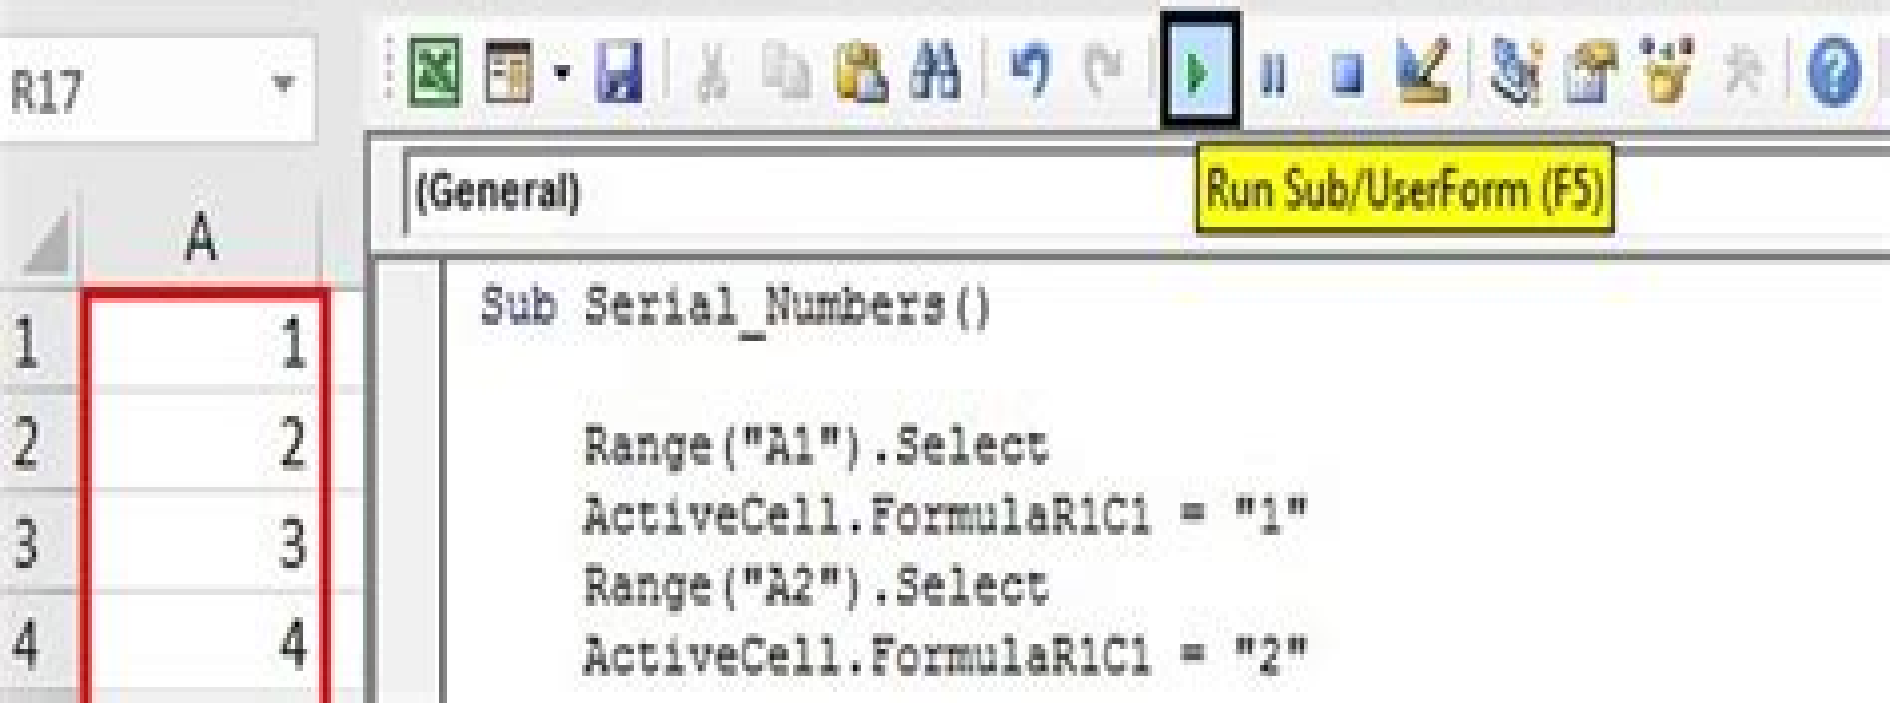 R17
(General)
Run Sub/UserForm (F5)
A
Sub Serial_Numbers()
1 1
2 2
Range("A1").Select
ActiveCell.FormulaR1C1 = "1"
3 3
Range("A2").Select
4 4
ActiveCell.FormulaR1C1 = "2"